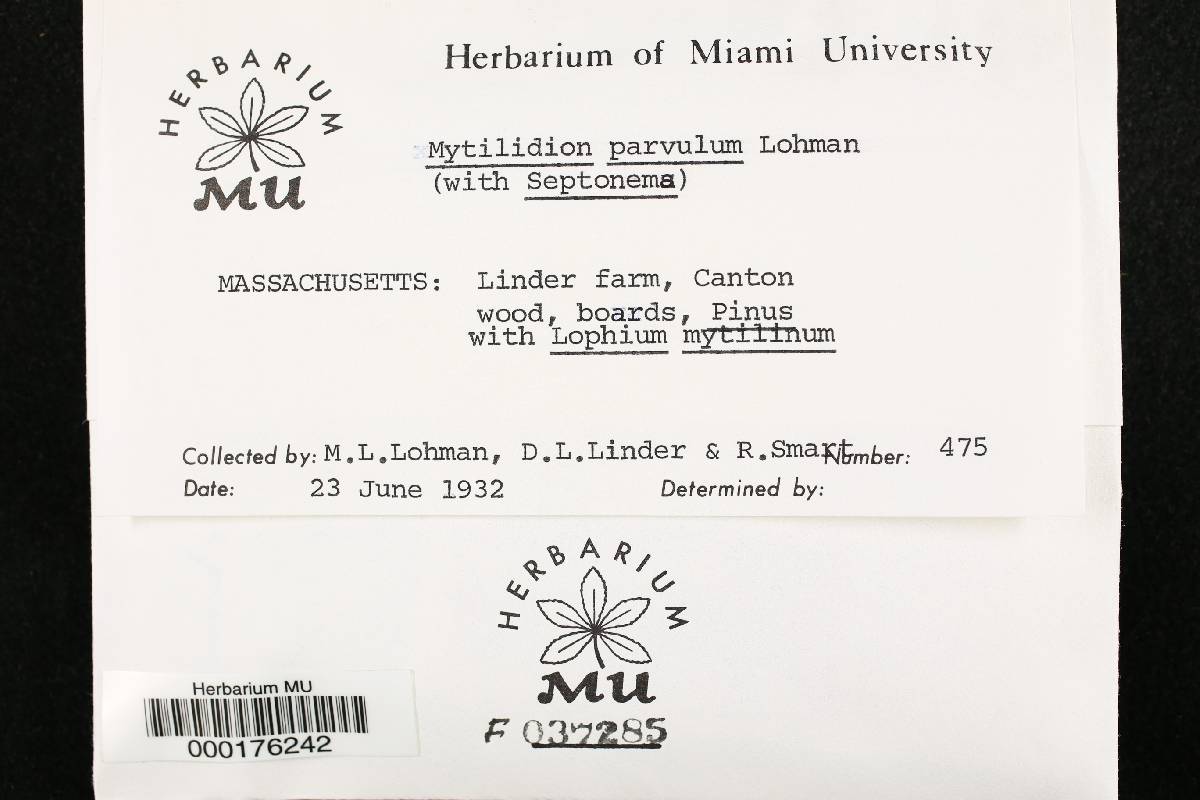 HERBARIUM
MU
Herbarium of Miami University
Mytilidion parvulum Lohman
(with Septonema)
MASSACHUSETTS: Linder farm, Canton
wood, boards, Pinus
with Lophium mytilinum
Collected by: M.L.Lohman, D.L.Linder & R.Smart Number: 475
Date: 23 June 1932 Determined by:
HERBARIUM
MU
F 037285
Herbarium MU
000176242